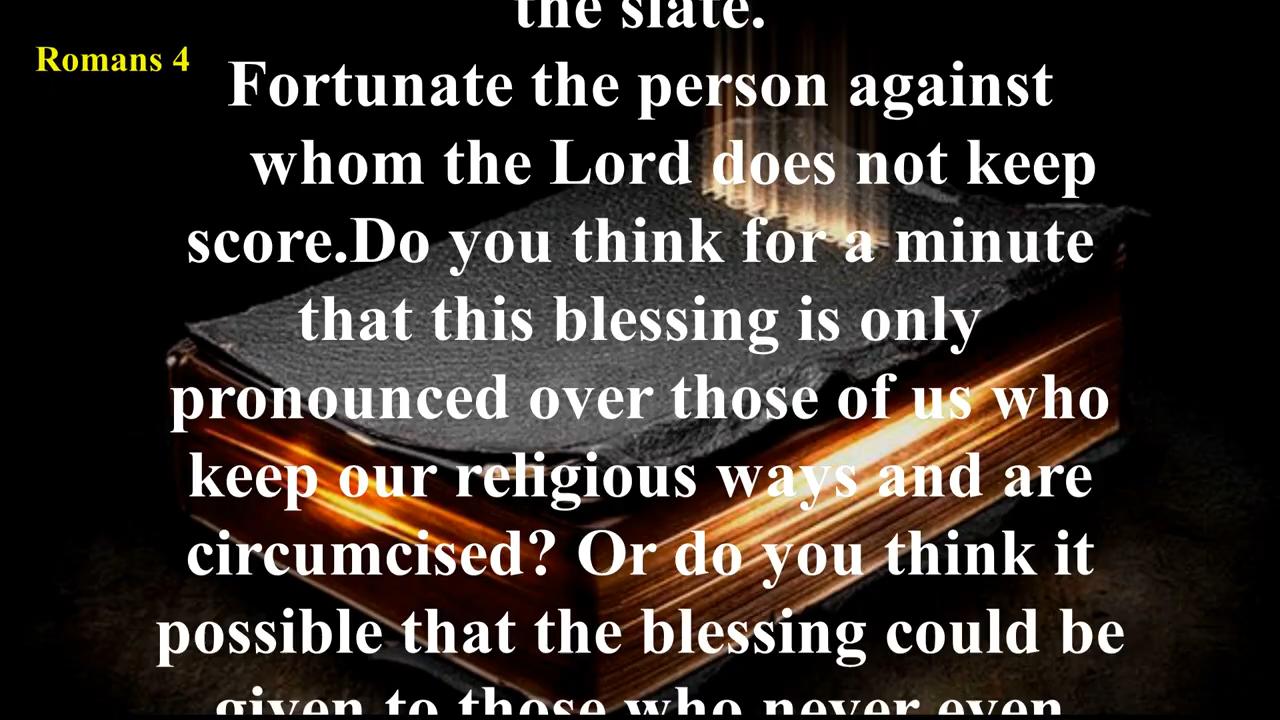 the slate.
Romans 4
Fortunate the person against
whom the Lord does not keep
score.Do you think for a minute
that this blessing is only
pronounced over those of us who
keep our religious ways and are
circumcised? Or do you think it
possible that the blessing could be
given to those who never even